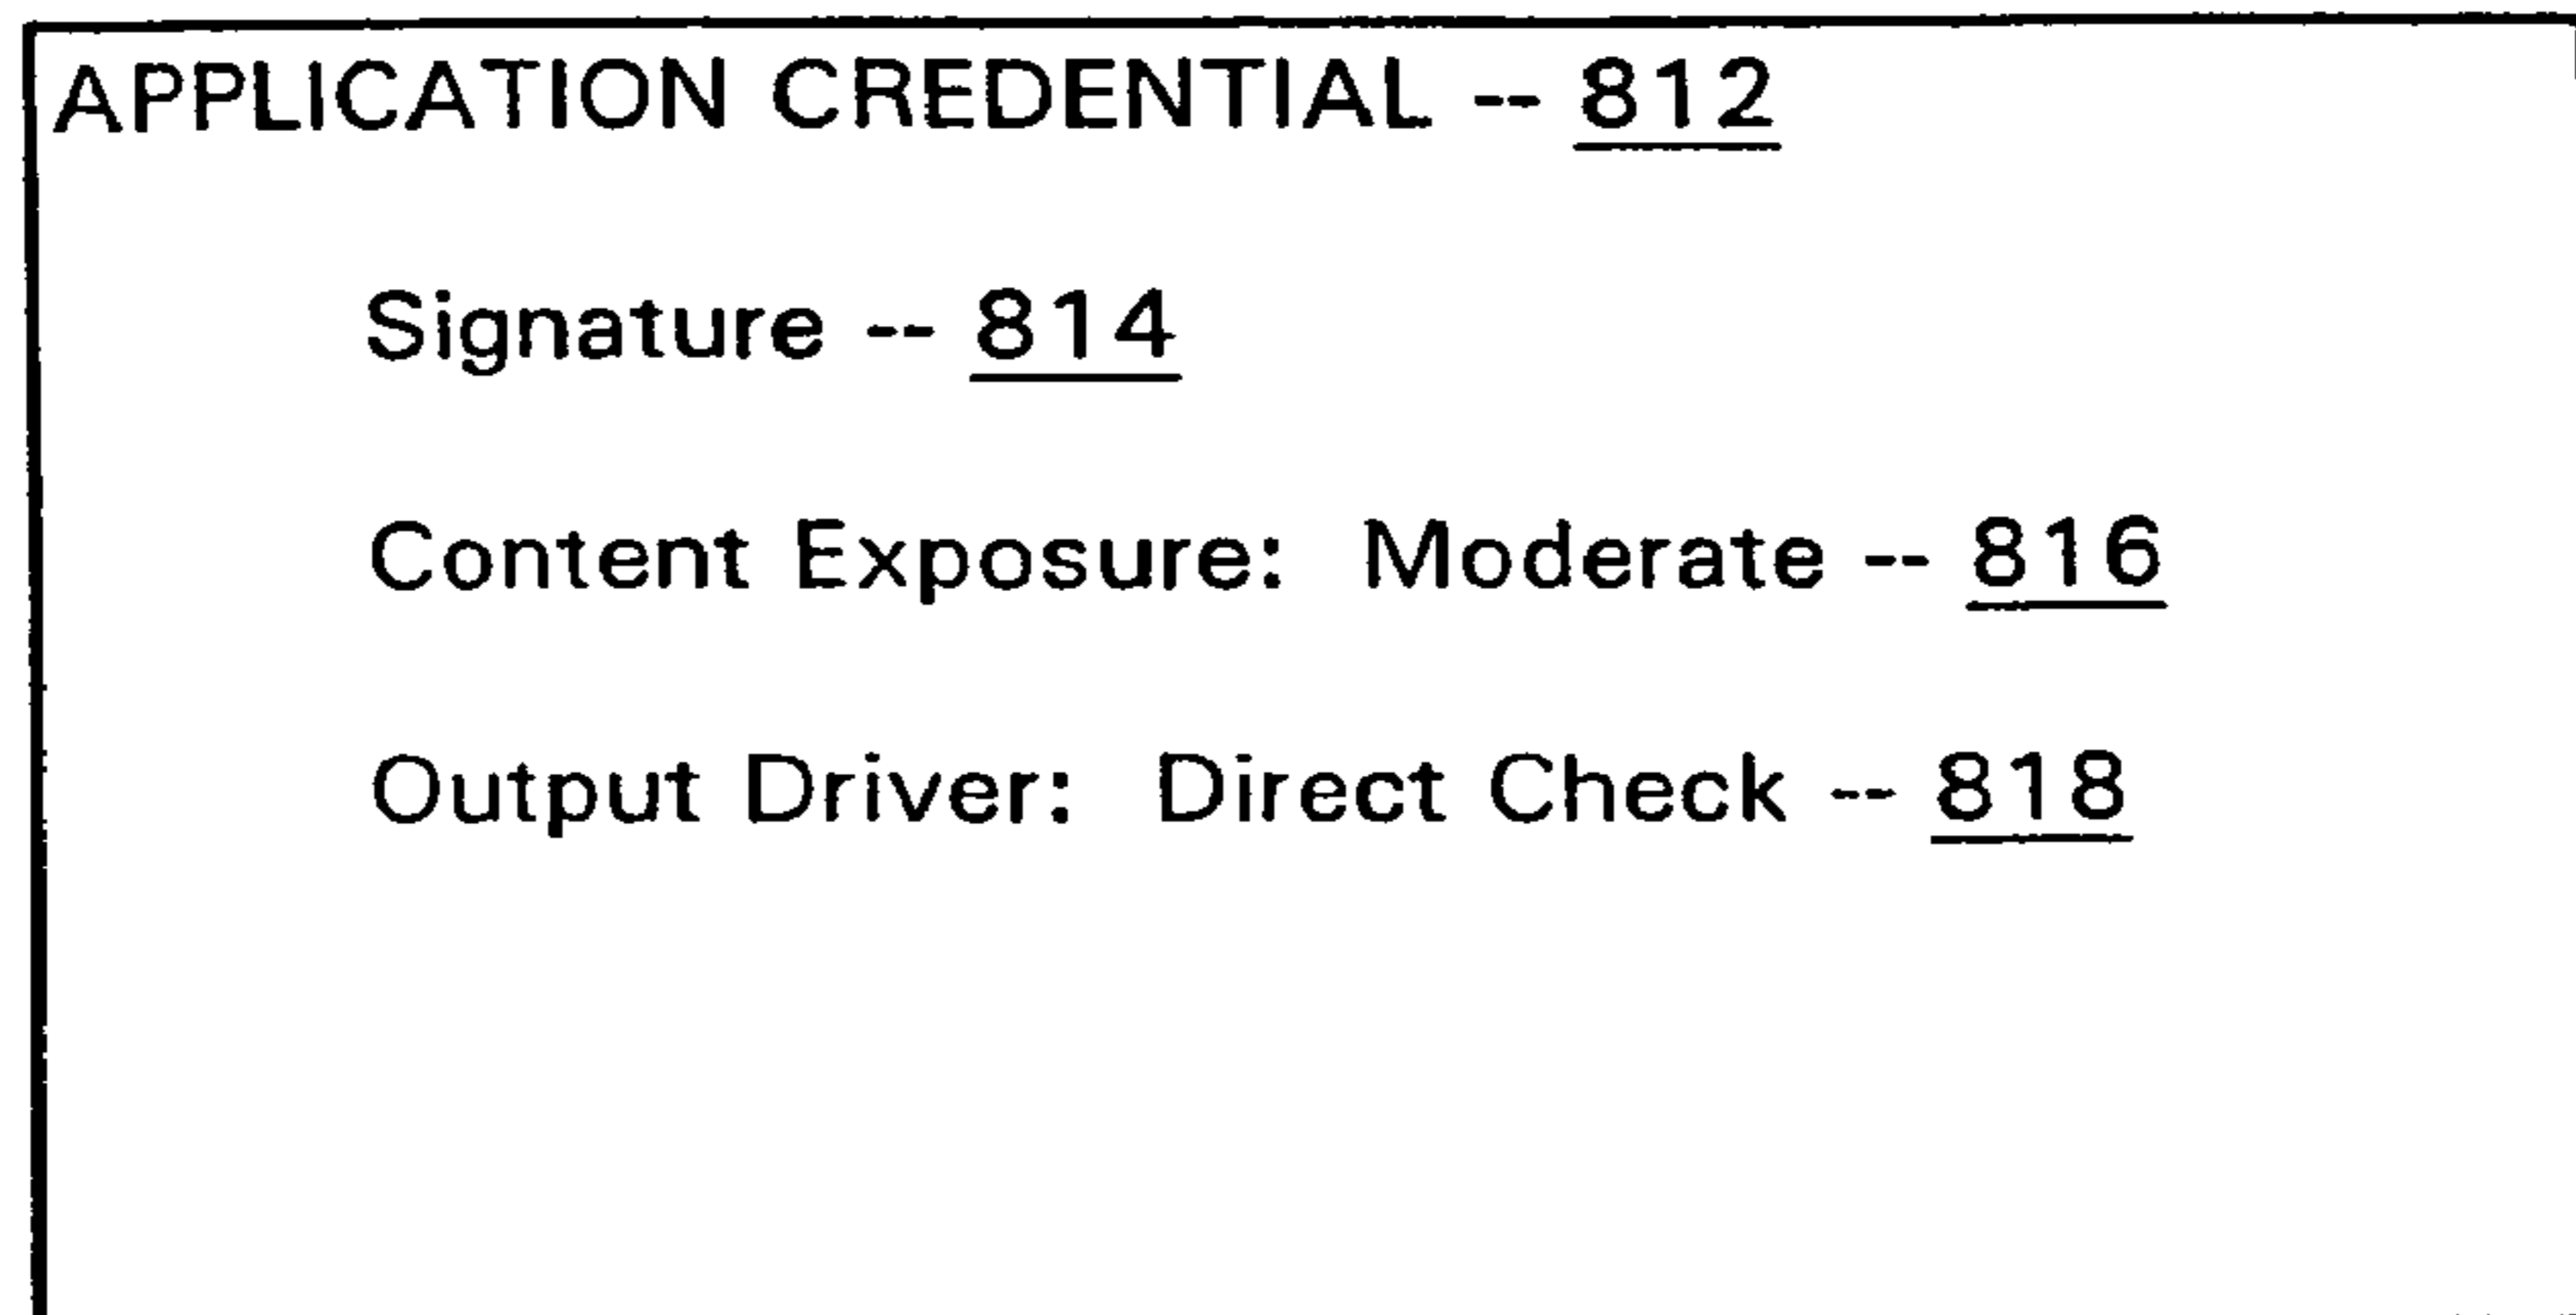 APPLICATION CREDENTIAL -- 812
Signature -- 814
Content Exposure: Moderate -- 816
Output Driver: Direct Check -- 818